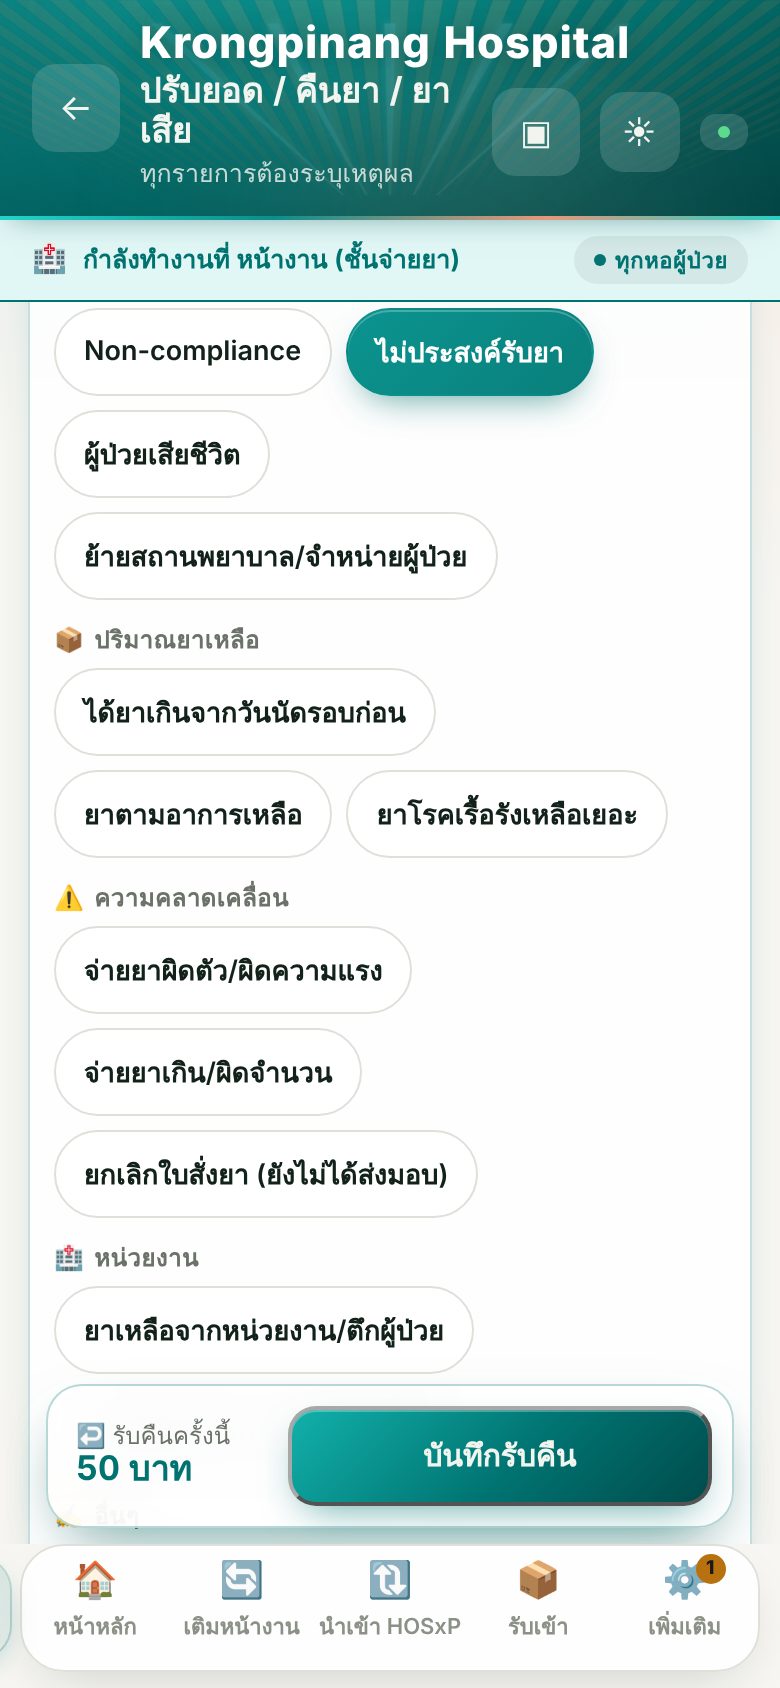 Krongpinang Hospital
ปรับยอด / คืนยา / ยา
เสีย
ทุกรายการต้องระบุเหตุผล
กำลังทำงานที่ หน้างาน (ชั้นจ่ายยา)
ทุกหอผู้ป่วย
Non-compliance
ไม่ประสงค์รับยา
ผู้ป่วยเสียชีวิต
ย้ายสถานพยาบาล/จำหน่ายผู้ป่วย
ปริมาณยาเหลือ
ได้ยาเกินจากวันนัดรอบก่อน
ยาตามอาการเหลือ
ยาโรคเรื้อรังเหลือเยอะ
ความคลาดเคลื่อน
จ่ายยาผิดตัว/ผิดความแรง
จ่ายยาเกิน/ผิดจำนวน
ยกเลิกใบสั่งยา (ยังไม่ได้ส่งมอบ)
หน่วยงาน
ยาเหลือจากหน่วยงาน/ตึกผู้ป่วย
รับคืนครั้งนี้
50 บาท
บันทึกรับคืน
อื่นๆ
หน้าหลัก
เติมหน้างาน
นำเข้า HOSxP
รับเข้า
1
เพิ่มเติม